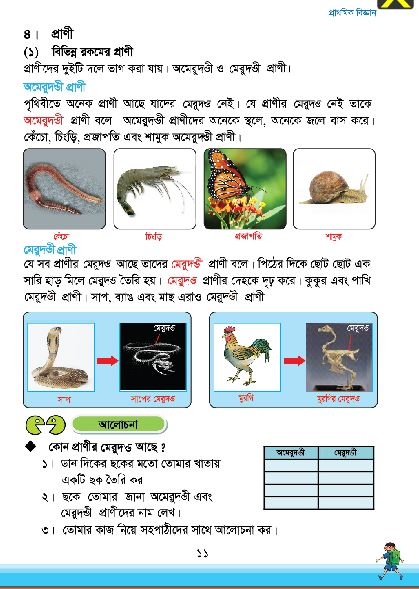 প্রাথমিক বিজ্ঞান
৪। প্রাণী
(১) বিভিন্ন রকমের প্রাণী
প্রাণীদের দুইটি দলে ভাগ করা যায়। অমেরুদণ্ডী ও মেরুদণ্ডী প্রাণী।
অমেরুদণ্ডী প্রাণী
পৃথিবীতে অনেক প্রাণী আছে যাদের মেরুদণ্ড নেই। যে প্রাণীর মেরুদণ্ড নেই তাকে
অমেরুদণ্ডী প্রাণী বলে। অমেরুদণ্ডী প্রাণীদের অনেকে স্থলে, অনেকে জলে বাস করে।
কেঁচো, চিংড়ি, প্রজাপতি এবং শামুক অমেরুদণ্ডী প্রাণী।
কেঁচো চিংড়ি প্রজাপতি শামুক
মেরুদণ্ডী প্রাণী
যে সব প্রাণীর মেরুদণ্ড আছে তাদের মেরুদণ্ডী প্রাণী বলে। পিঠের দিকে ছোট ছোট এক
সারি হাড় মিলে মেরুদণ্ড তৈরি হয়। মেরুদণ্ড প্রাণীর দেহকে দৃঢ় করে। কুকুর এবং পাখি
মেরুদণ্ডী প্রাণী। সাপ, ব্যাঙ এবং মাছ এরাও মেরুদণ্ডী প্রাণী
মেরুদণ্ড মেরুদণ্ড
সাপ সাপের মেরুদণ্ড মুরগি মুরগির মেরুদণ্ড
আলোচনা
কোন প্রাণীর মেরুদণ্ড আছে?
১। ডান দিকের ছকের মতো তোমার খাতায়
একটি ছক তৈরি কর
২। ছকে তোমার জানা অমেরুদণ্ডী এবং
মেরুদণ্ডী প্রাণীদের নাম লেখ।
অমেরুদণ্ডী মেরুদণ্ডী
৩। তোমার কাজ নিয়ে সহপাঠীদের সাথে আলোচনা কর।
১১